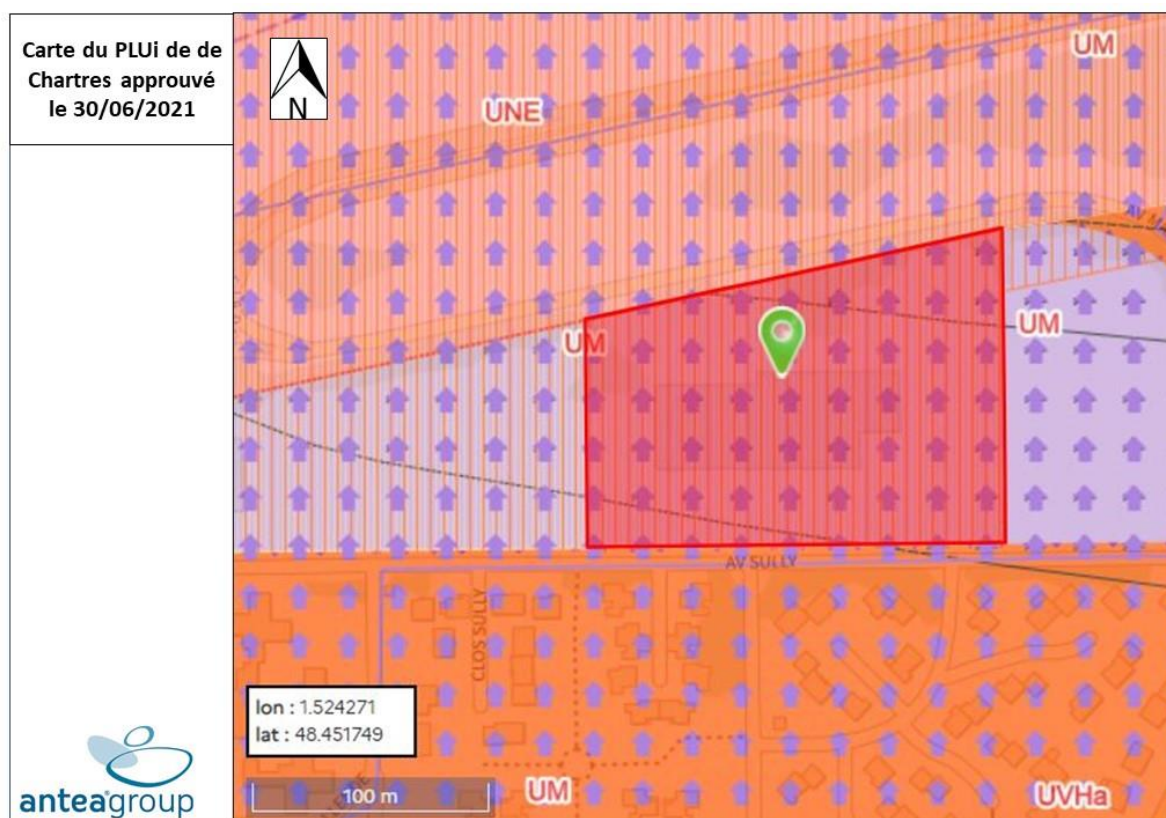 Carte du PLUi de de
Chartres approuvé
le 30/06/2021
N
UM
UNE
UM
UM
AV SULLY
CLOS SULLY
lon : 1.524271
lat : 48.451749
100 m
UM
UVHa
anteagroup